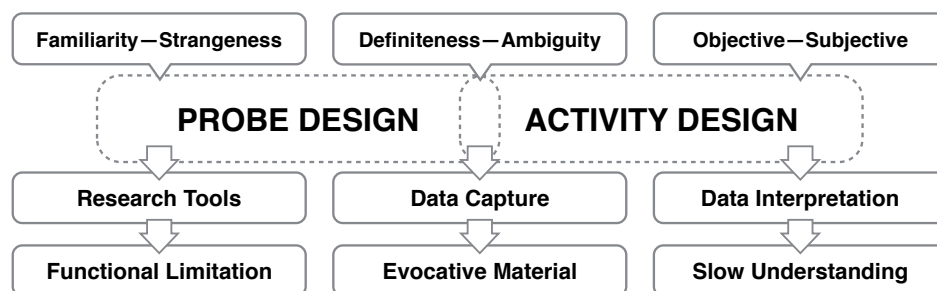 Familiarity—Strangeness
Definiteness—Ambiguity
Objective—Subjective
PROBE DESIGN
ACTIVITY DESIGN
Research Tools
Data Capture
Data Interpretation
Functional Limitation
Evocative Material
Slow Understanding